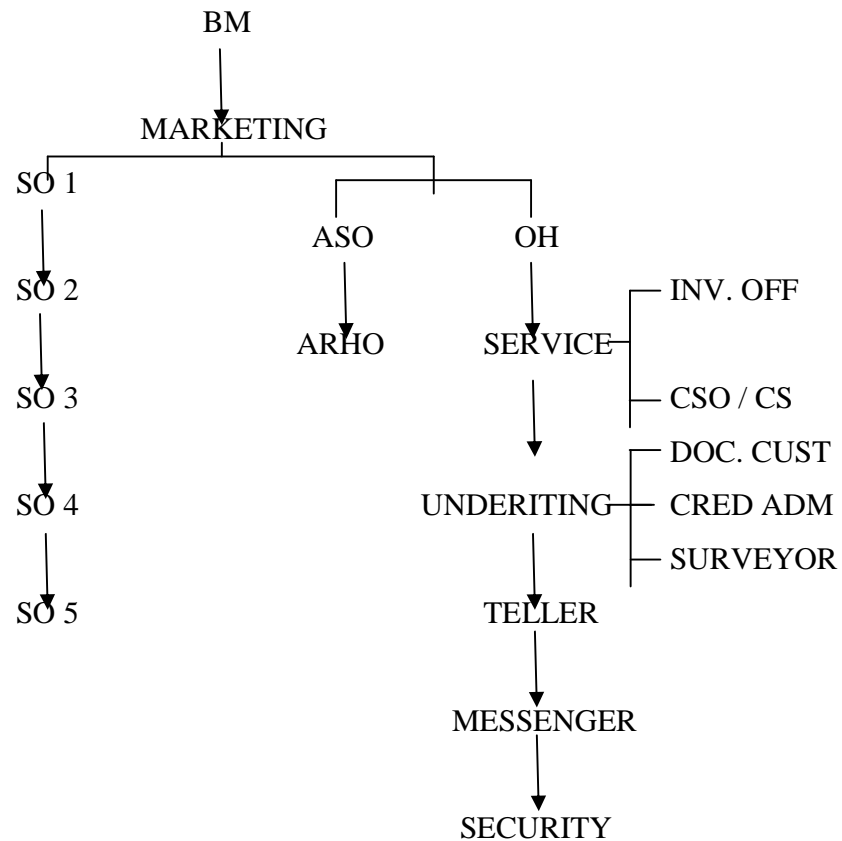 BM
MARKETING
SO 1
ASO
OH
SO 2
INV. OFF
ARHO
SERVICE
SO 3
CSO / CS
DOC. CUST
SO 4
UNDERITING
CRED ADM
SURVEYOR
SO 5
TELLER
MESSENGER
SECURITY